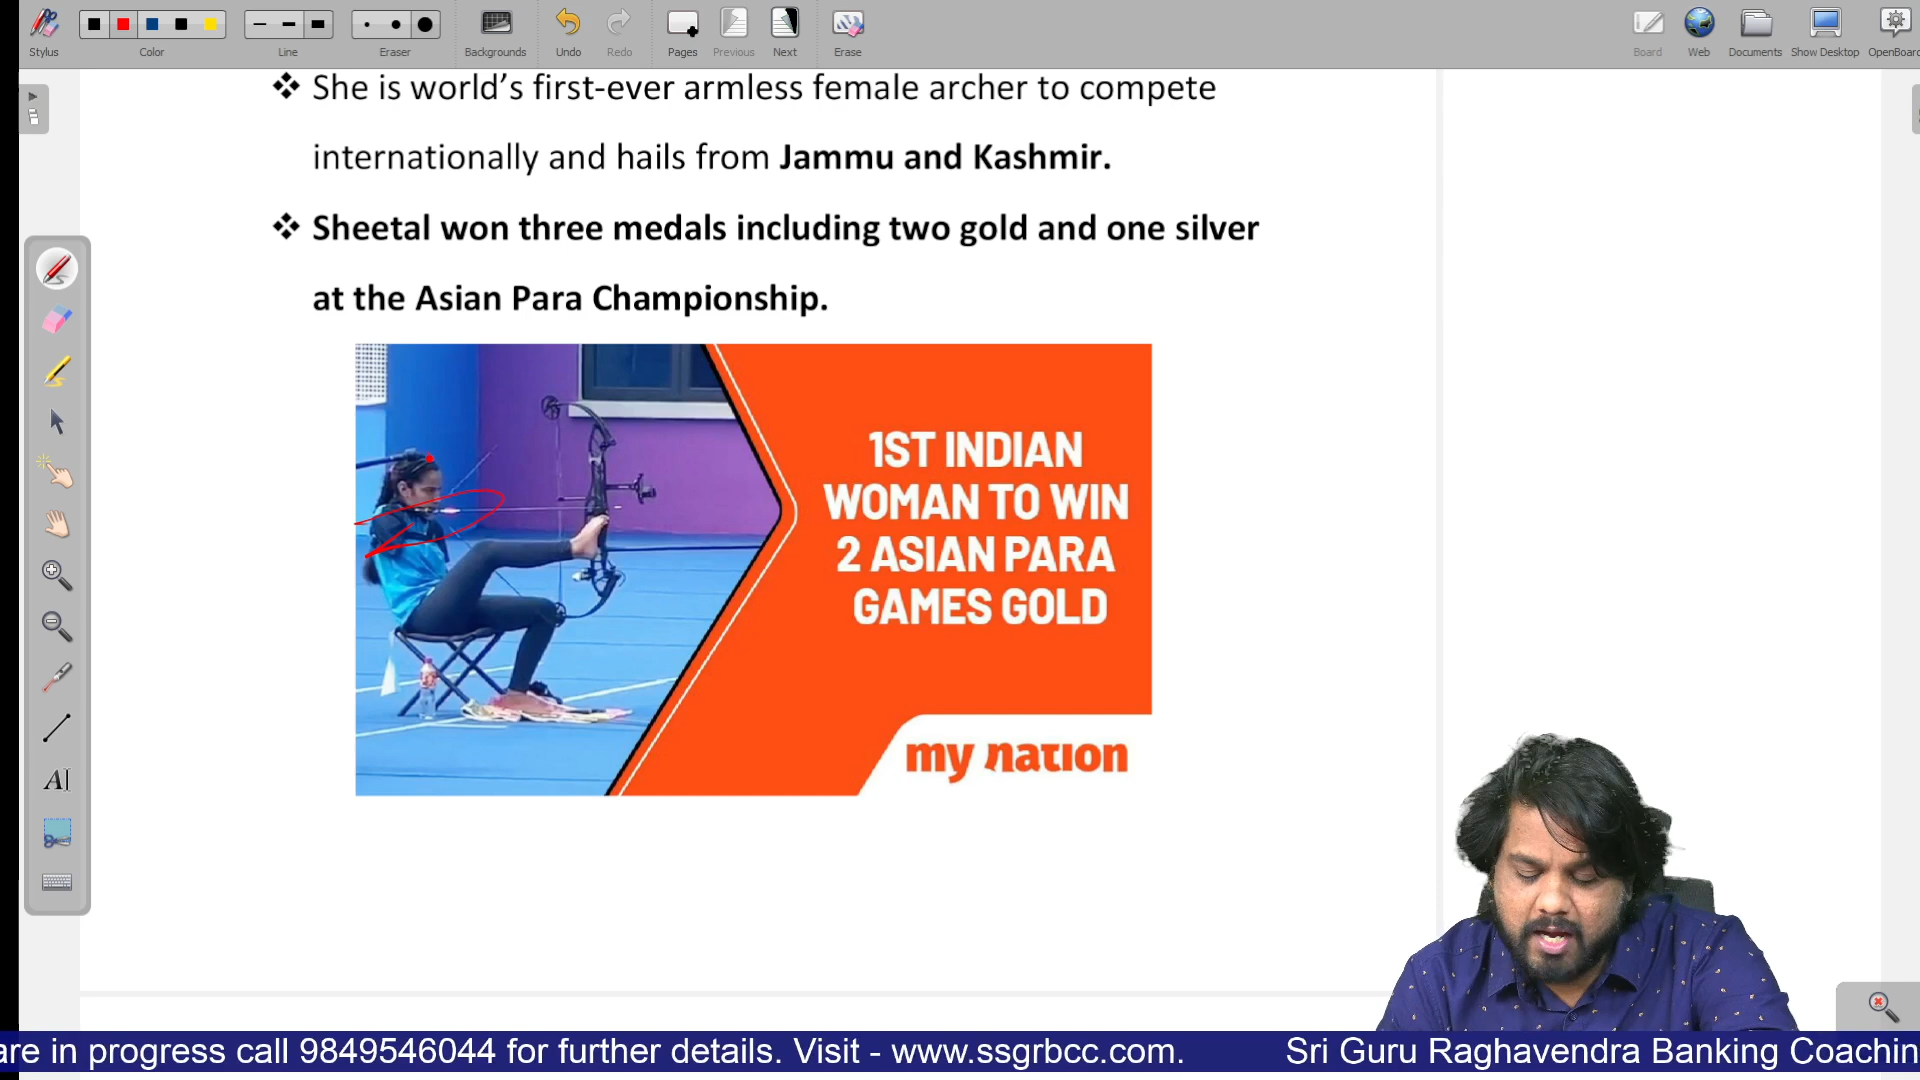 Stylus
Color
Line
Eraser
Backgrounds
Undo
Redo
Pages
Previous
Next
Erase
Board
Web
Documents
Show Desktop
OpenBoar
❖ She is world’s first-ever armless female archer to compete
internationally and hails from Jammu and Kashmir.
❖ Sheetal won three medals including two gold and one silver
at the Asian Para Championship.
1ST INDIAN
WOMAN TO WIN
2 ASIAN PARA
GAMES GOLD
my nation
AI
are in progress call 9849546044 for further details. Visit - www.ssgrbcc.com. Sri Guru Raghavendra Banking Coachin